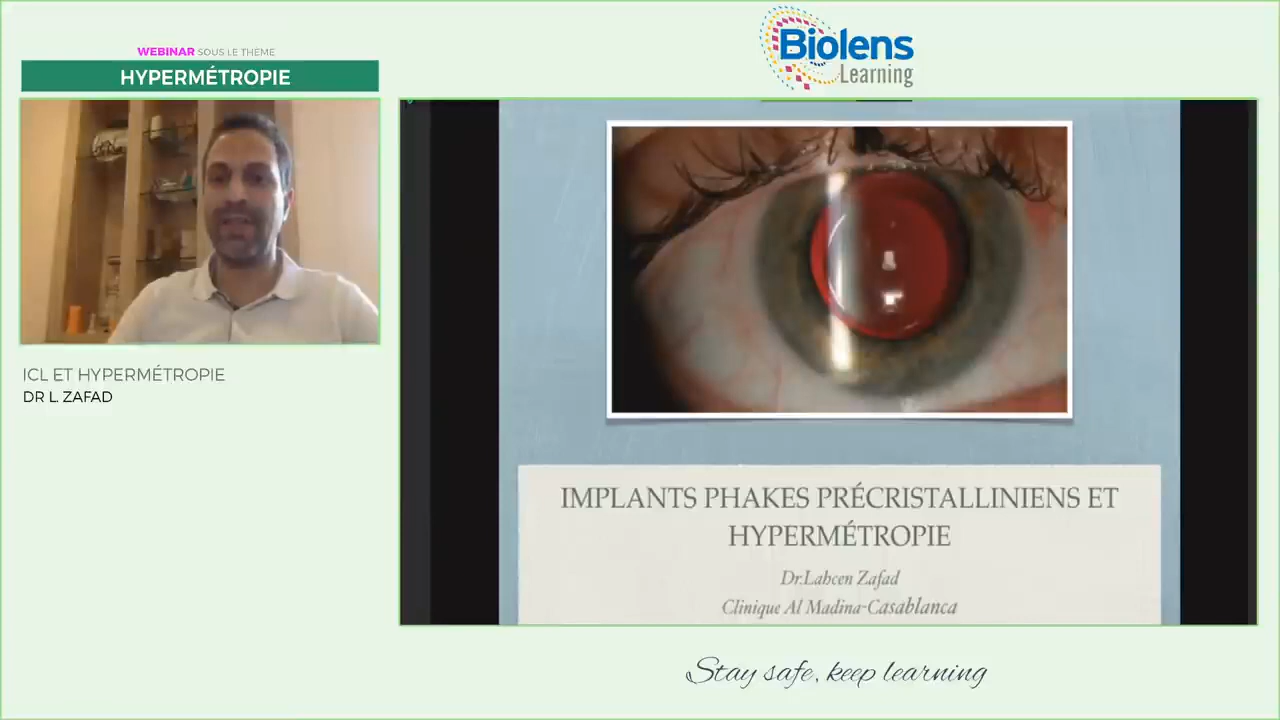 WEBINAR SOUS LE THÈME
HYPERMÉTROPIE
Biolens
Learning
ICL ET HYPERMÉTROPIE
DR L. ZAFAD
IMPLANTS PHAKES PRÉCRISTALLINIENS ET
HYPERMÉTROPIE
Dr.Lahcen Zafad
Clinique Al Madina-Casablanca
Stay safe, keep learning